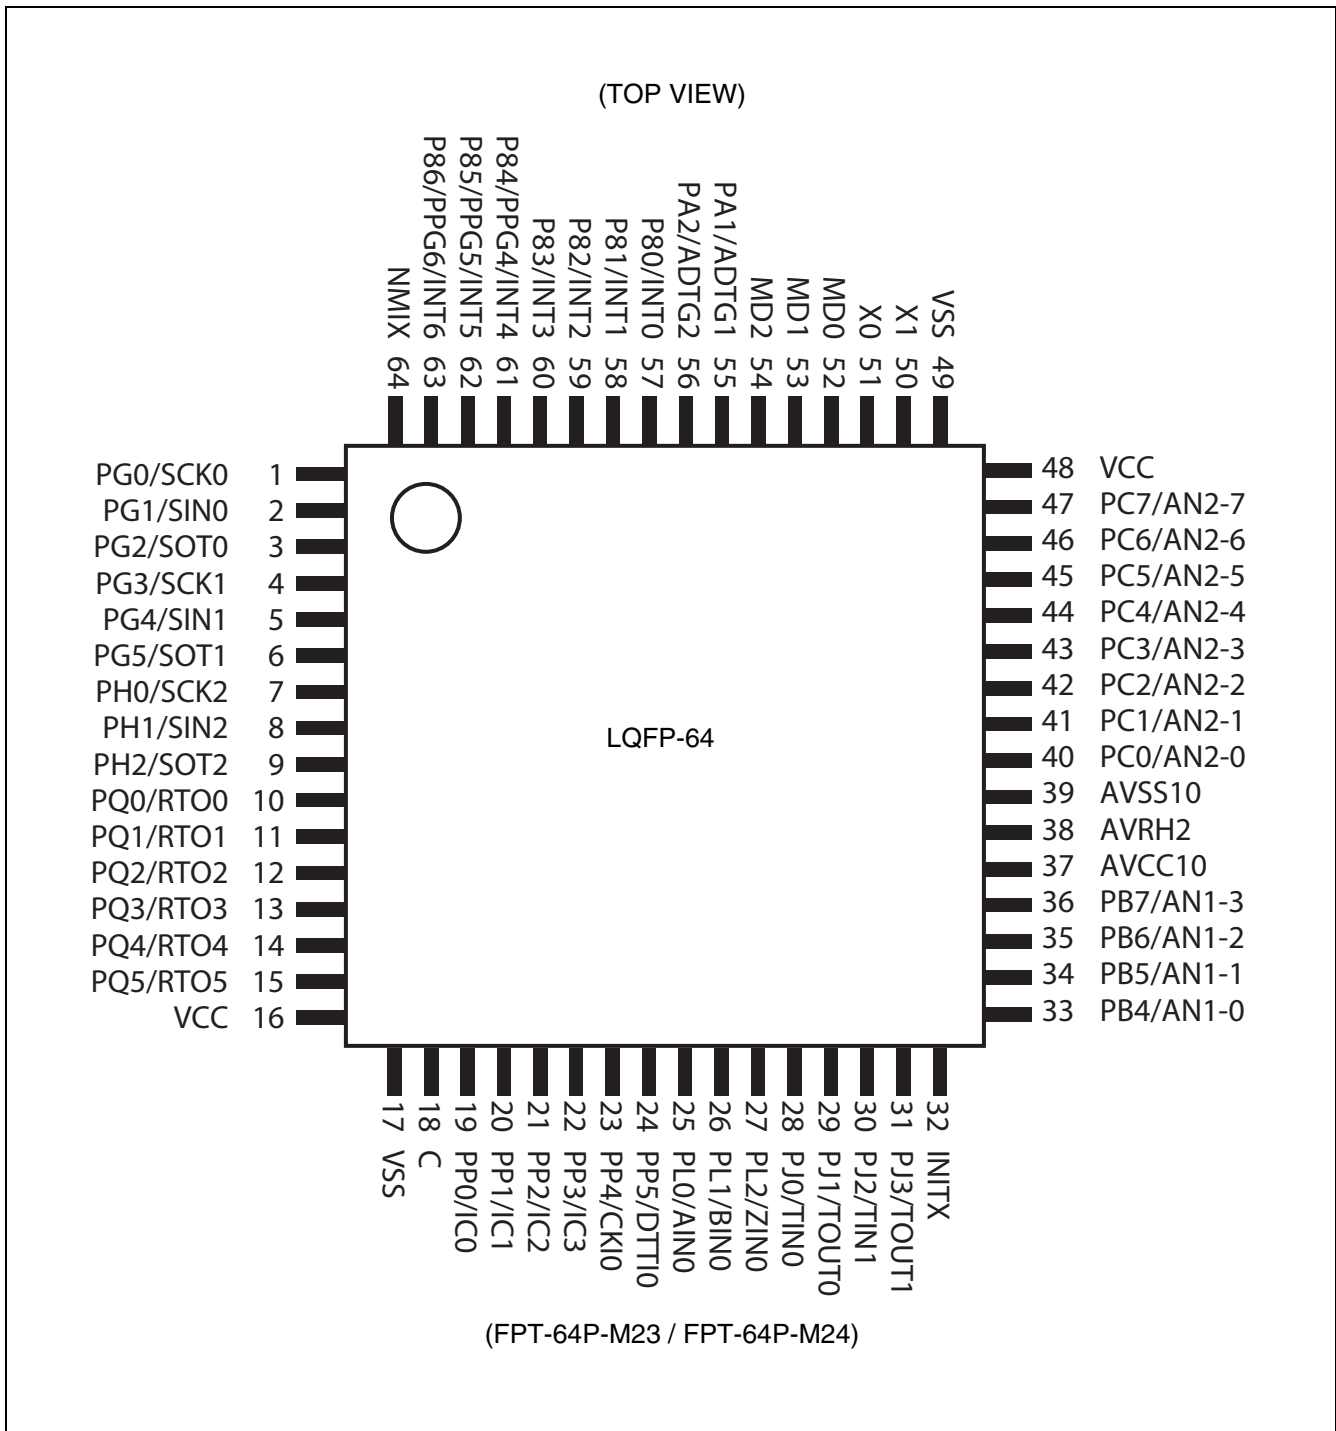 (TOP VIEW)
NMIX 64
P86/PPG6/INT6 63
P85/PPG5/INT5 62
P84/PPG4/INT4 61
P83/INT3 60
P82/INT2 59
P81/INT1 58
P80/INT0 57
PA2/ADTG2 56
PA1/ADTG1 55
MD2 54
MD1 53
MD0 52
X0 51
X1 50
VSS 49
PG0/SCK0 1
PG1/SIN0 2
PG2/SOT0 3
PG3/SCK1 4
PG4/SIN1 5
PG5/SOT1 6
PH0/SCK2 7
PH1/SIN2 8
PH2/SOT2 9
PQ0/RTO0 10
PQ1/RTO1 11
PQ2/RTO2 12
PQ3/RTO3 13
PQ4/RTO4 14
PQ5/RTO5 15
VCC 16
LQFP-64
48 VCC
47 PC7/AN2-7
46 PC6/AN2-6
45 PC5/AN2-5
44 PC4/AN2-4
43 PC3/AN2-3
42 PC2/AN2-2
41 PC1/AN2-1
40 PC0/AN2-0
39 AVSS10
38 AVRH2
37 AVCC10
36 PB7/AN1-3
35 PB6/AN1-2
34 PB5/AN1-1
33 PB4/AN1-0
17 VSS
18 C
19 PP0/IC0
20 PP1/IC1
21 PP2/IC2
22 PP3/IC3
23 PP4/CKI0
24 PP5/DTTI0
25 PL0/AIN0
26 PL1/BIN0
27 PL2/ZIN0
28 PJ0/TIN0
29 PJ1/TOUT0
30 PJ2/TIN1
31 PJ3/TOUT1
32 INITX
(FPT-64P-M23 / FPT-64P-M24)